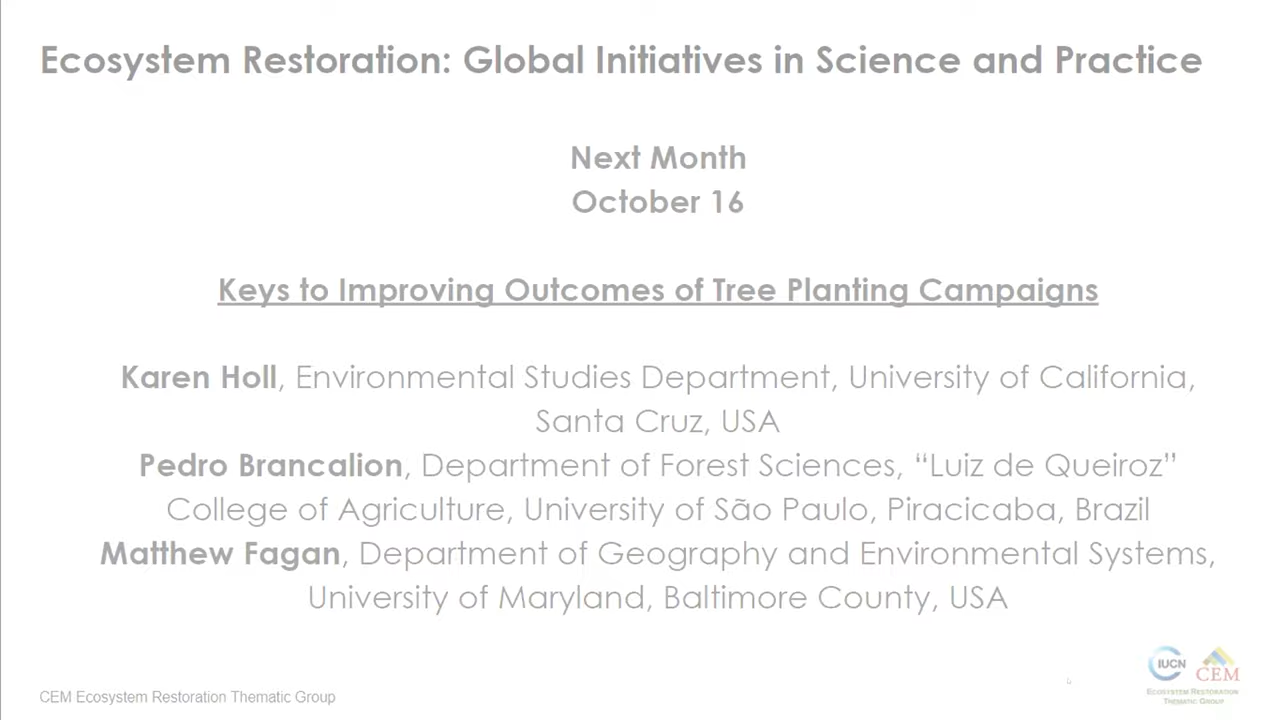 Ecosystem Restoration: Global Initiatives in Science and Practice
Next Month
October 16
Keys to Improving Outcomes of Tree Planting Campaigns
Karen Holl, Environmental Studies Department, University of California,
Santa Cruz, USA
Pedro Brancalion, Department of Forest Sciences, “Luiz de Queiroz”
College of Agriculture, University of São Paulo, Piracicaba, Brazil
Matthew Fagan, Department of Geography and Environmental Systems,
University of Maryland, Baltimore County, USA
CEM Ecosystem Restoration Thematic Group
IUCN
CEM
ECOSYSTEM RESTORATION
THEMATIC GROUP